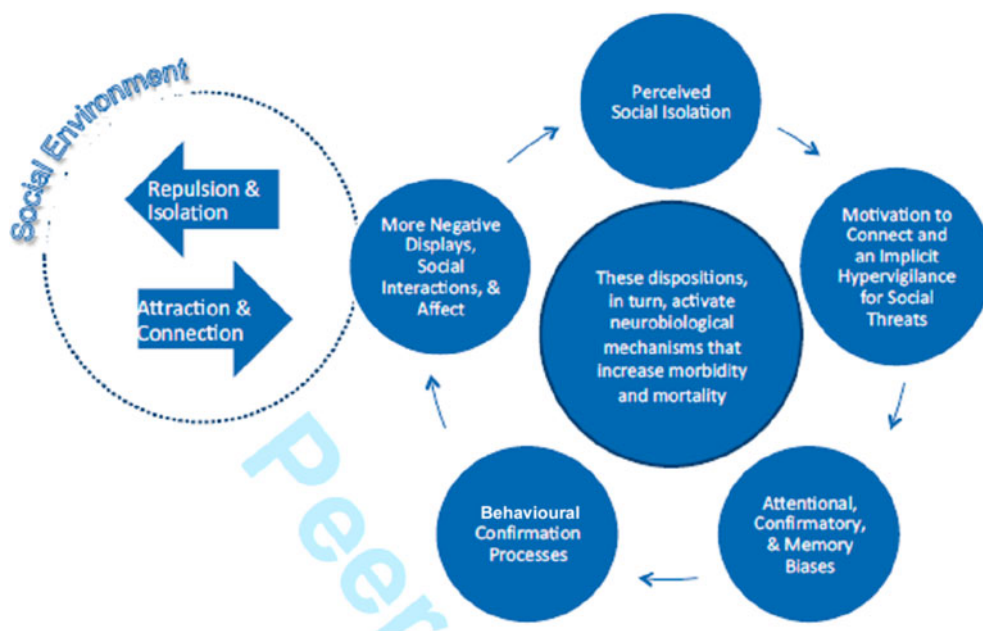 Social Environment
Repulsion &
Isolation
Attraction &
Connection
More Negative
Displays,
Social
Interactions, &
Affect
Perceived
Social Isolation
Motivation to
Connect and
an Implicit
Hypervigilance
for Social
Threats
These dispositions,
in turn, activate
neurobiological
mechanisms that
increase morbidity
and mortality
Attentional,
Confirmatory,
& Memory
Biases
Behavioural
Confirmation
Processes
Peer